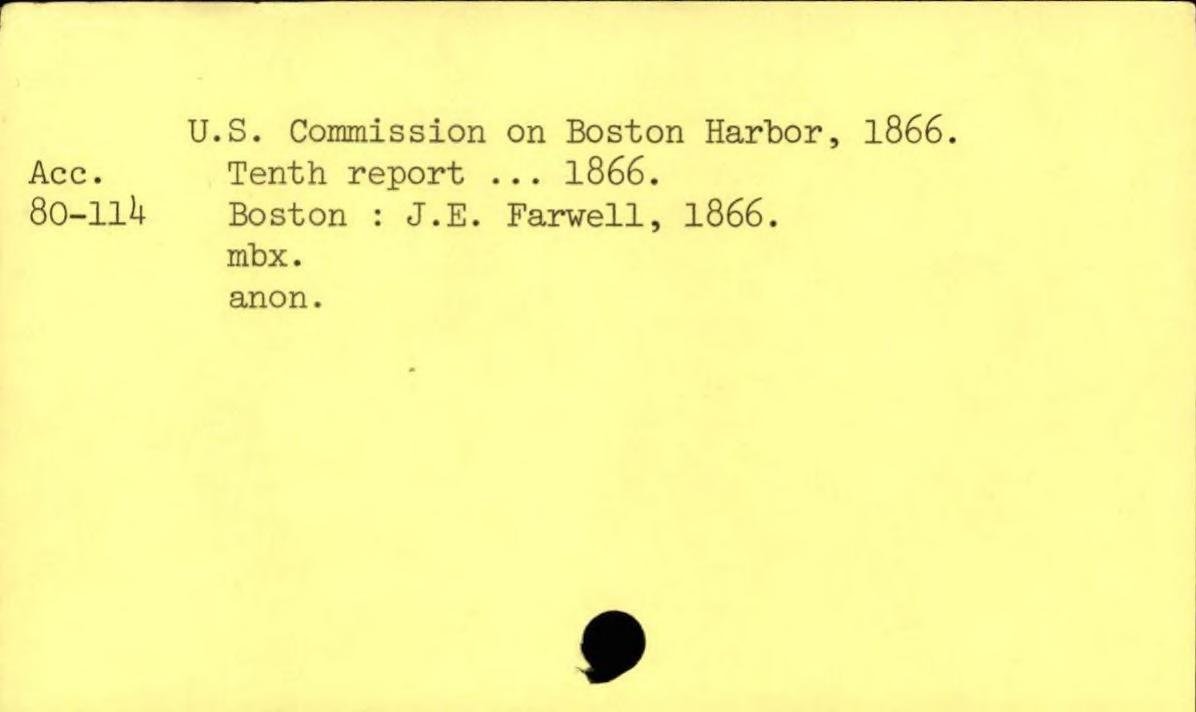 U.S. Commission on Boston Harbor, 1866.
Acc. Tenth report ... 1866.
80-114 Boston : J.E. Farwell, 1866.
mbx.
anon.